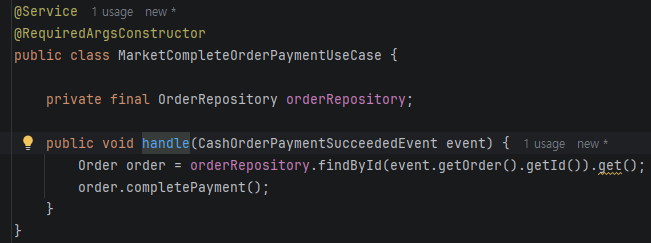 @Service 1 usage new *
@RequiredArgsConstructor
public class MarketCompleteOrderPaymentUseCase {
private final OrderRepository orderRepository;
public void handle(CashOrderPaymentSucceededEvent event) { 1 usage new *
Order order = orderRepository.findById(event.getOrder().getId()).get();
order.completePayment();
}
}